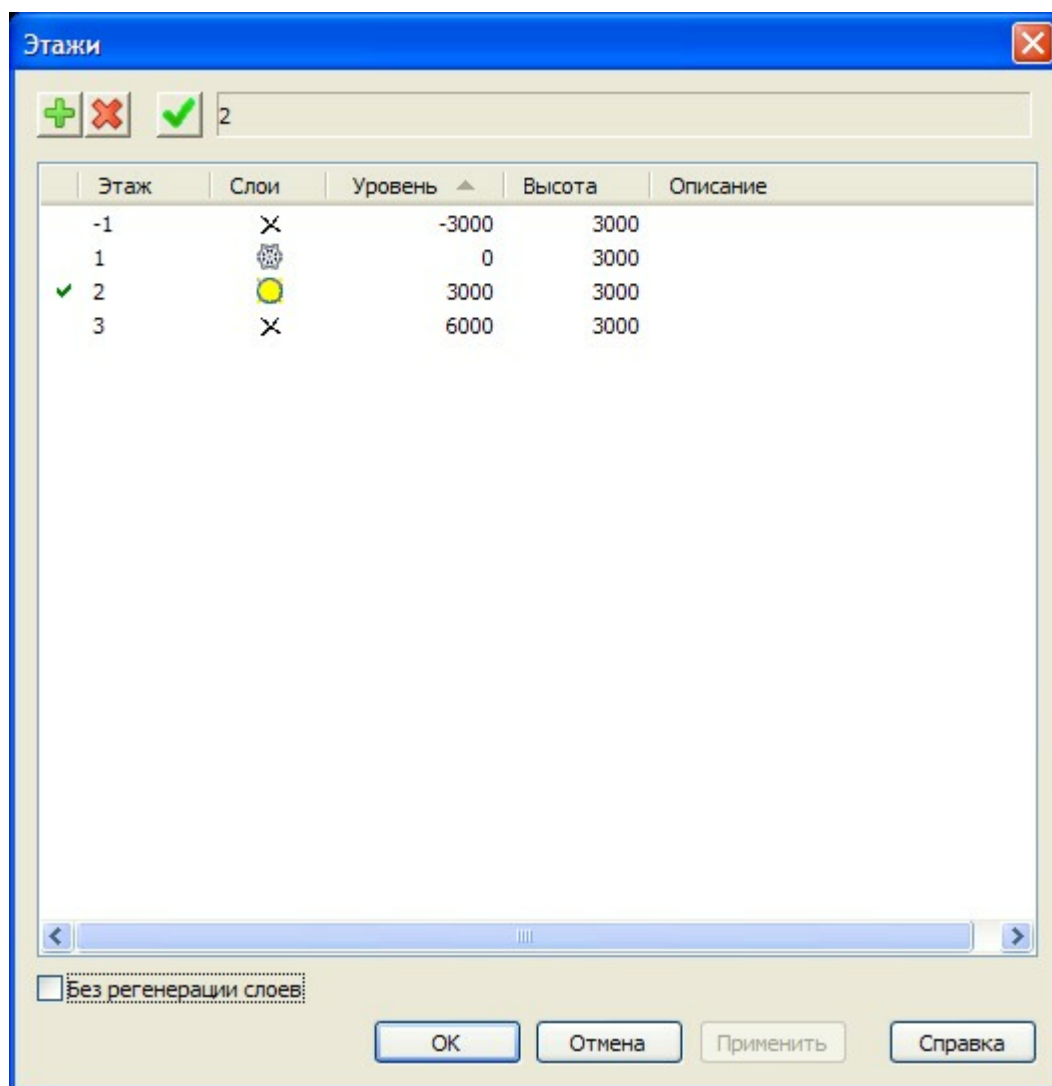 Этажи
2
Этаж Слои Уровень Высота Описание
-1 -3000 3000
1 0 3000
2 3000 3000
3 6000 3000
Без регенерации слоев
OK Отмена Применить Справка